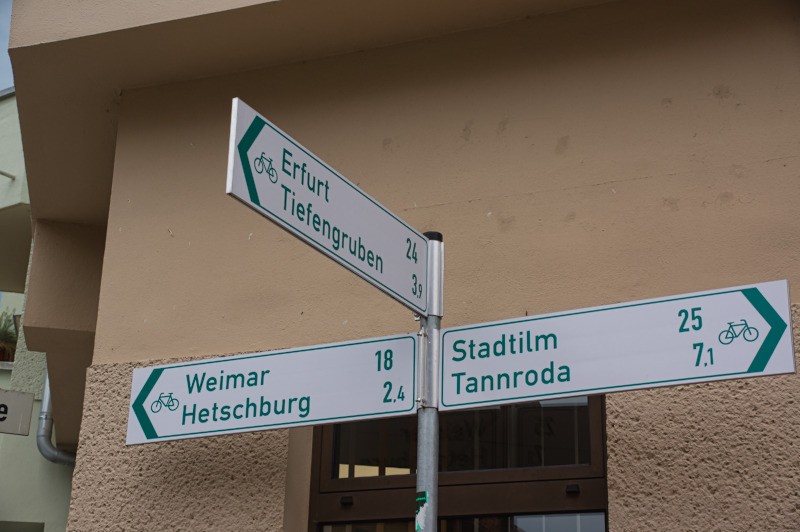 Erfurt 24
Tiefengruben 3,9
Weimar 18
Hetschburg 2,4
Stadtilm 25
Tannroda 7,1
e